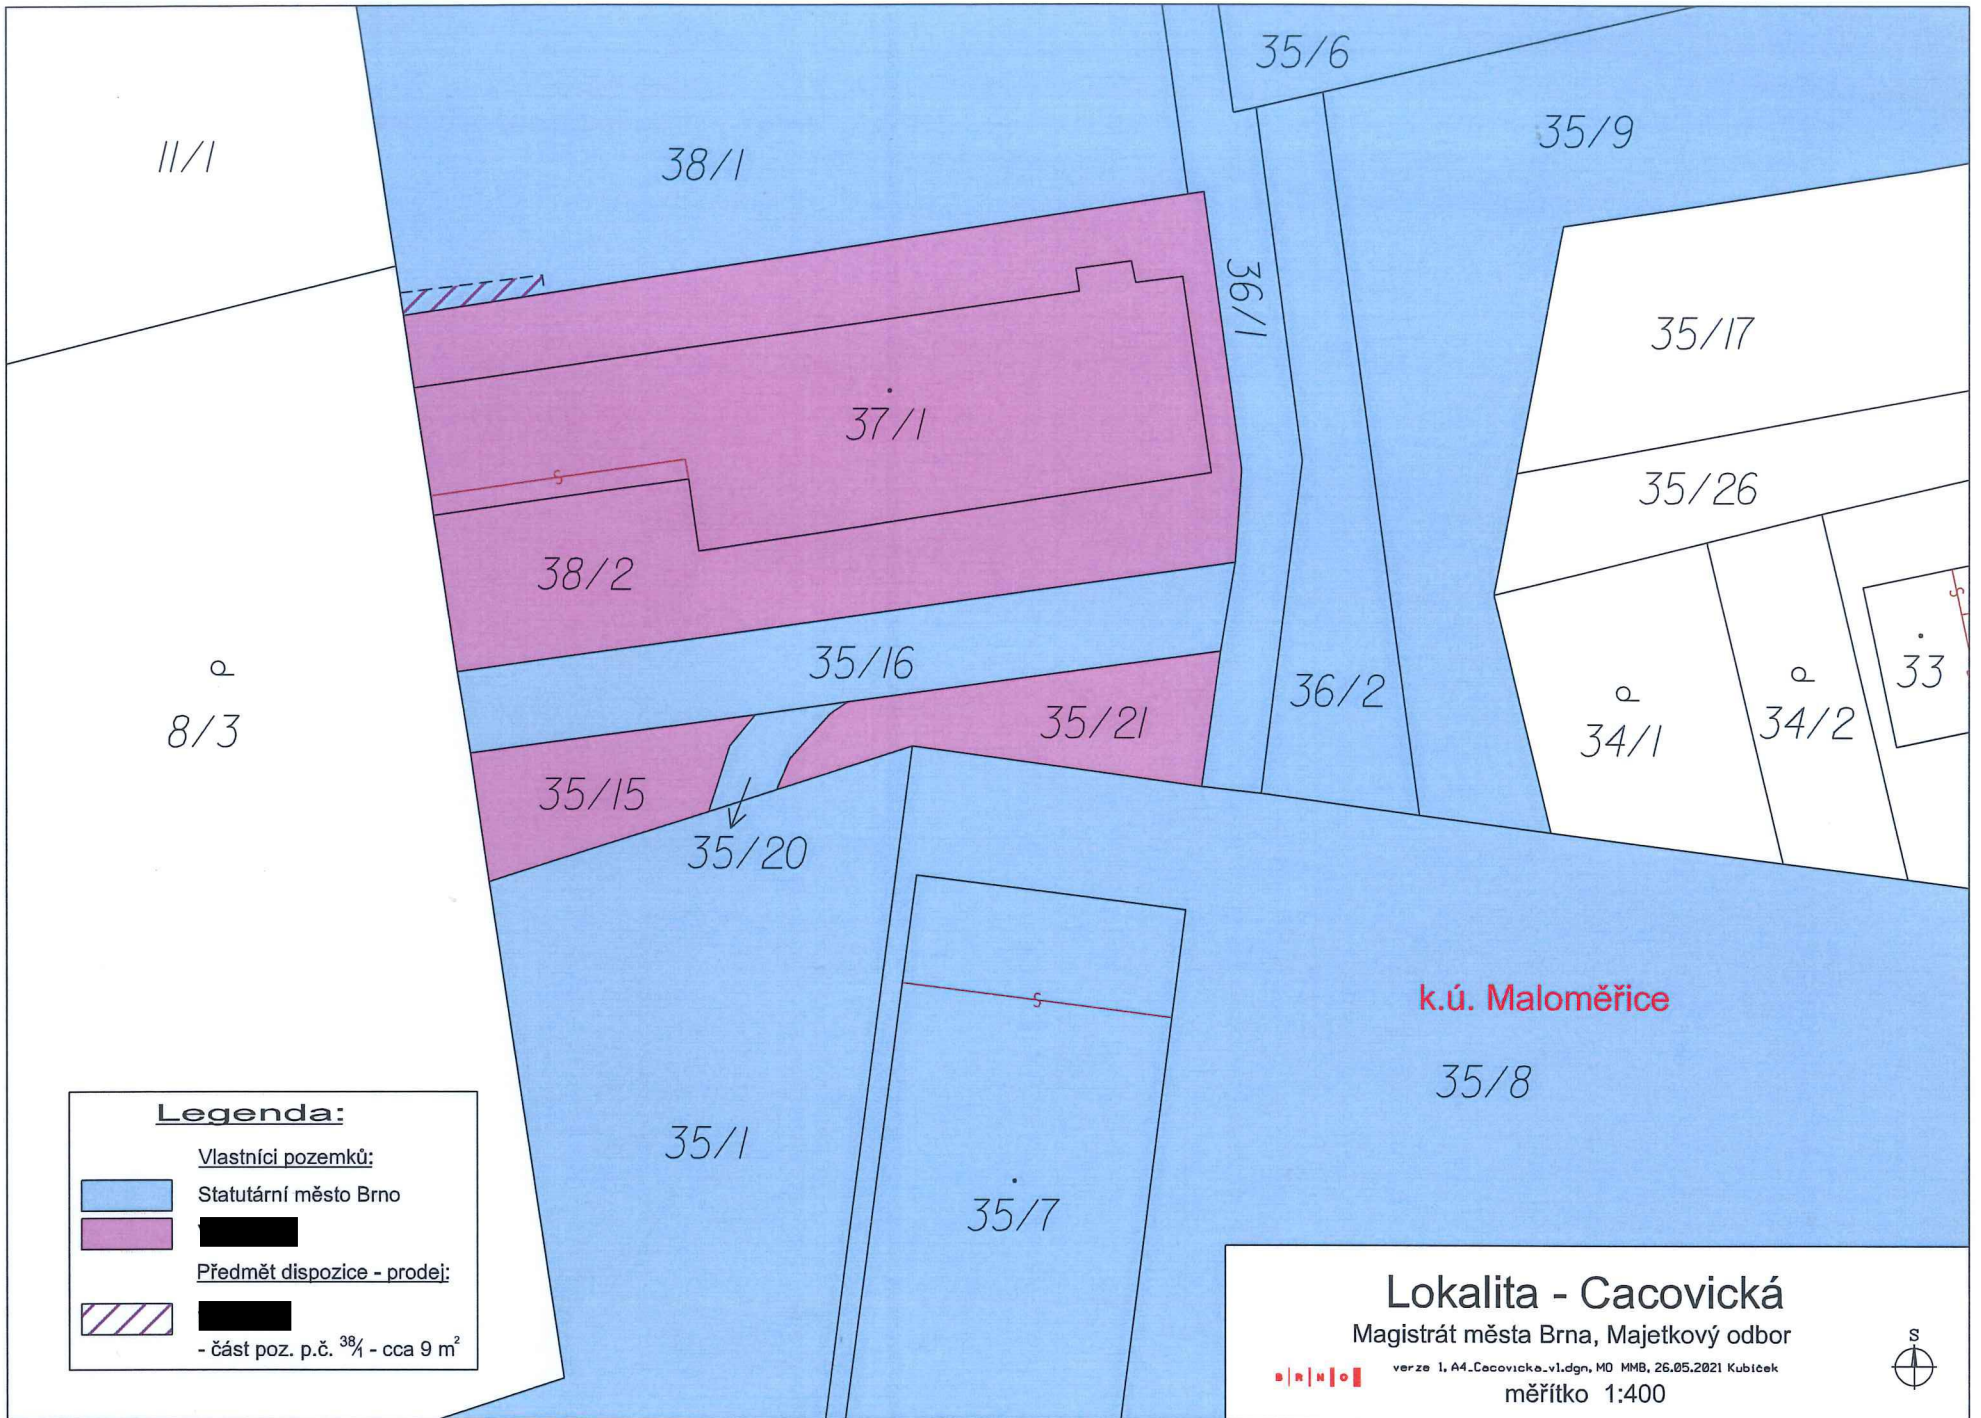 35/6
35/9
11/1
38/1
36/1
35/17
37/1
S
35/26
38/2
S
35/16
33
p
p
p
36/2
8/3
35/21
34/1
34/2
35/15
35/20
k.ú. Maloměřice
S
35/8
35/1
35/7
Legenda:
Vlastníci pozemků:
Statutární město Brno
Předmět dispozice - prodej:
- část poz. p.č. 38/1 - cca 9 m²
Lokalita - Cacovická
Magistrát města Brna, Majetkový odbor
verze 1, A4_Cacovicka_v1.dgn, MO MMB, 26.05.2021 Kubíček
B|R|N|O
měřítko 1:400
S